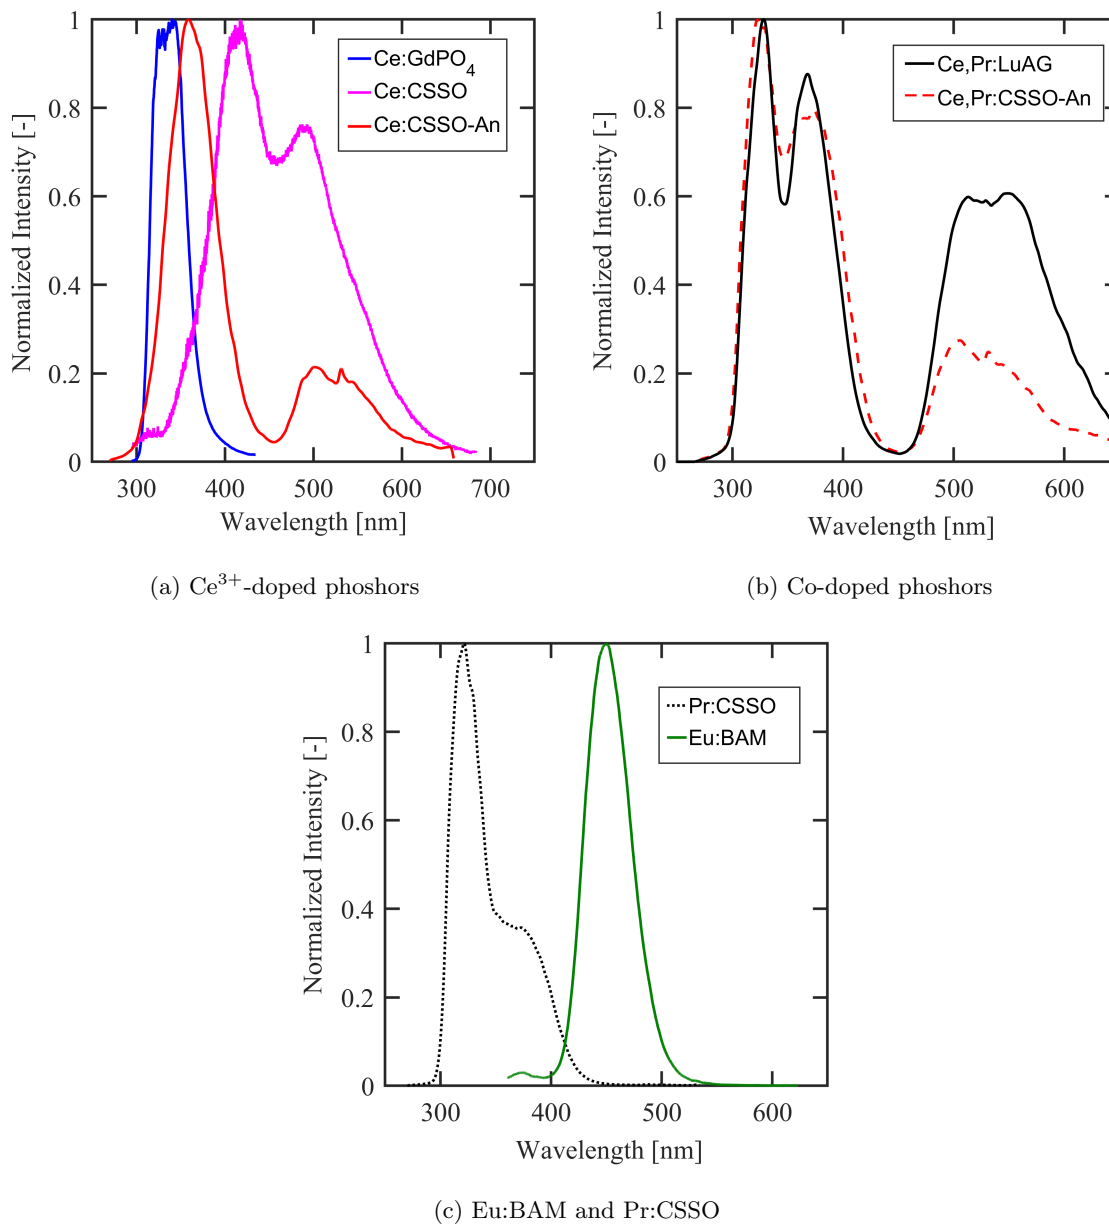 Normalized Intensity [-]
1
0.8
0.6
0.4
0.2
0
300 400 500 600 700
Wavelength [nm]
Ce:GdPO4
Ce:CSSO
Ce:CSSO-An
(a) Ce3+-doped phoshors
Normalized Intensity [-]
1
0.8
0.6
0.4
0.2
0
300 400 500 600
Wavelength [nm]
Ce,Pr:LuAG
Ce,Pr:CSSO-An
(b) Co-doped phoshors
Normalized Intensity [-]
1
0.8
0.6
0.4
0.2
0
300 400 500 600
Wavelength [nm]
Pr:CSSO
Eu:BAM
(c) Eu:BAM and Pr:CSSO